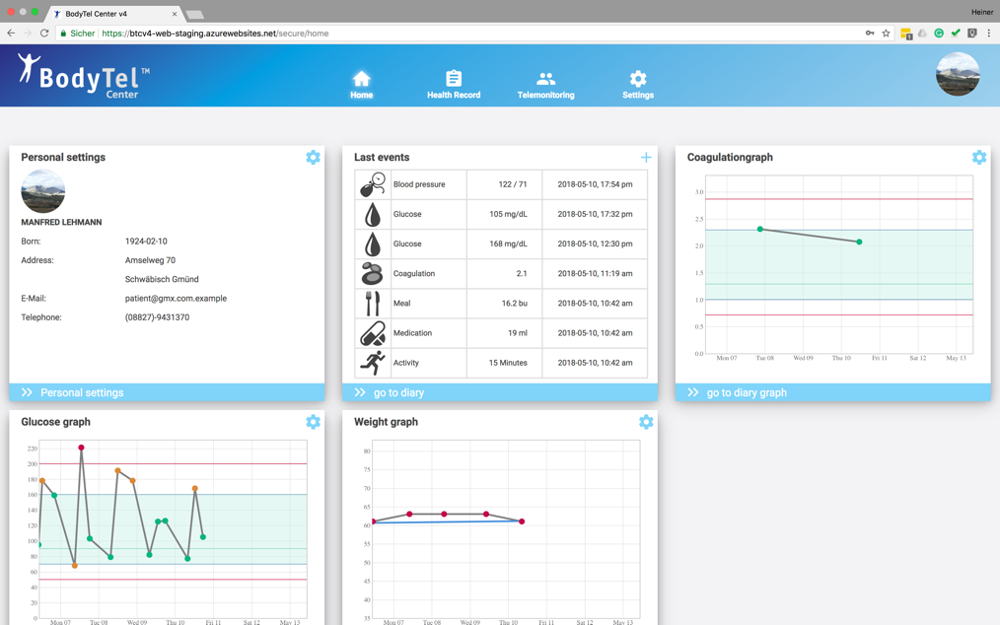 BodyTel Center v4
Heiner
Sicher https://btcv4-web-staging.azurewebsites.net/secure/home
BodyTel™
Center
Home
Health Record
Telemonitoring
Settings
Personal settings
MANFRED LEHMANN
Born: 1924-02-10
Address: Amselweg 70
Schwäbisch Gmünd
E-Mail: patient@gmx.com.example
Telephone: (08827)-9431370
Personal settings
Last events
Blood pressure 122 / 71 2018-05-10, 17:54 pm
Glucose 105 mg/dL 2018-05-10, 17:32 pm
Glucose 168 mg/dL 2018-05-10, 12:30 pm
Coagulation 2.1 2018-05-10, 11:19 am
Meal 16.2 bu 2018-05-10, 10:42 am
Medication 19 ml 2018-05-10, 10:42 am
Activity 15 Minutes 2018-05-10, 10:42 am
go to diary
Coagulationgraph
3.0
2.5
2.0
1.5
1.0
0.5
0.0
Mon 07 Tue 08 Wed 09 Thu 10 Fri 11 Sat 12 May 13
go to diary graph
Glucose graph
220
200
180
160
140
120
100
80
60
40
20
0
Mon 07 Tue 08 Wed 09 Thu 10 Fri 11 Sat 12 May 13
Weight graph
80
75
70
65
60
55
50
45
40
35
Mon 07 Tue 08 Wed 09 Thu 10 Fri 11 Sat 12 May 13